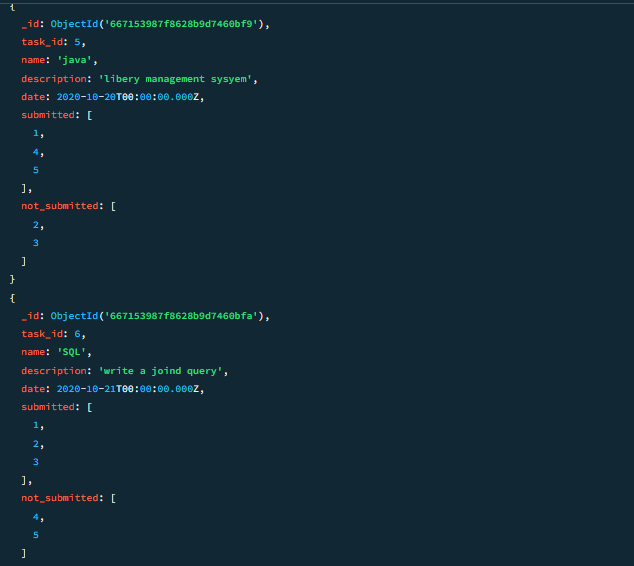 {
_id: ObjectId('667153987f8628b9d7460bf9'),
task_id: 5,
name: 'java',
description: 'libery management sysyem',
date: 2020-10-20T00:00:00.000Z,
submitted: [
1,
4,
5
],
not_submitted: [
2,
3
]
}
{
_id: ObjectId('667153987f8628b9d7460bfa'),
task_id: 6,
name: 'SQL',
description: 'write a joind query',
date: 2020-10-21T00:00:00.000Z,
submitted: [
1,
2,
3
],
not_submitted: [
4,
5
]